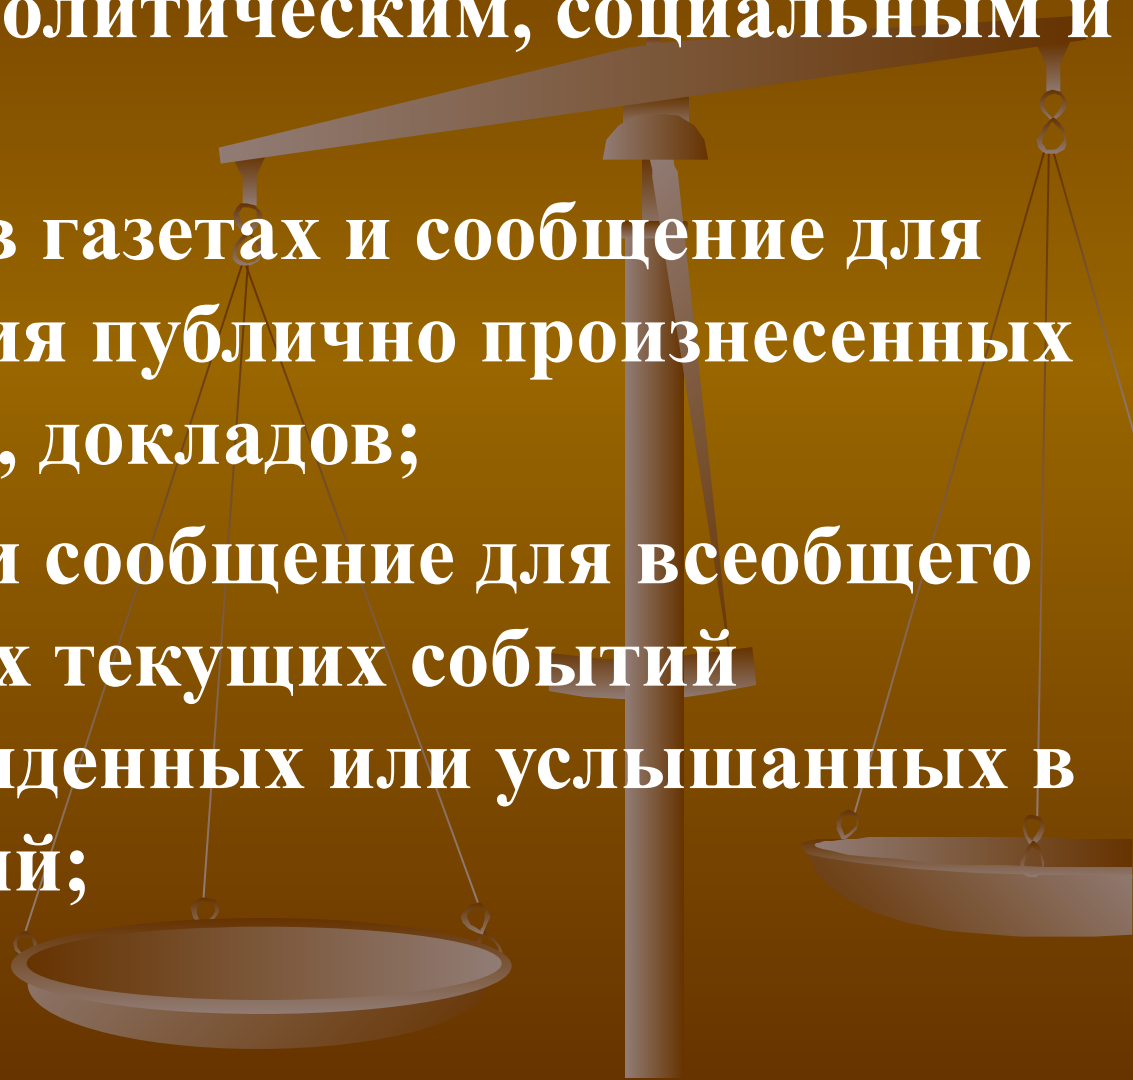 олитическим, социальным и
в газетах и сообщение для
ия публично произнесенных
, докладов;
и сообщение для всеобщего
х текущих событий
иденных или услышанных в
ий;